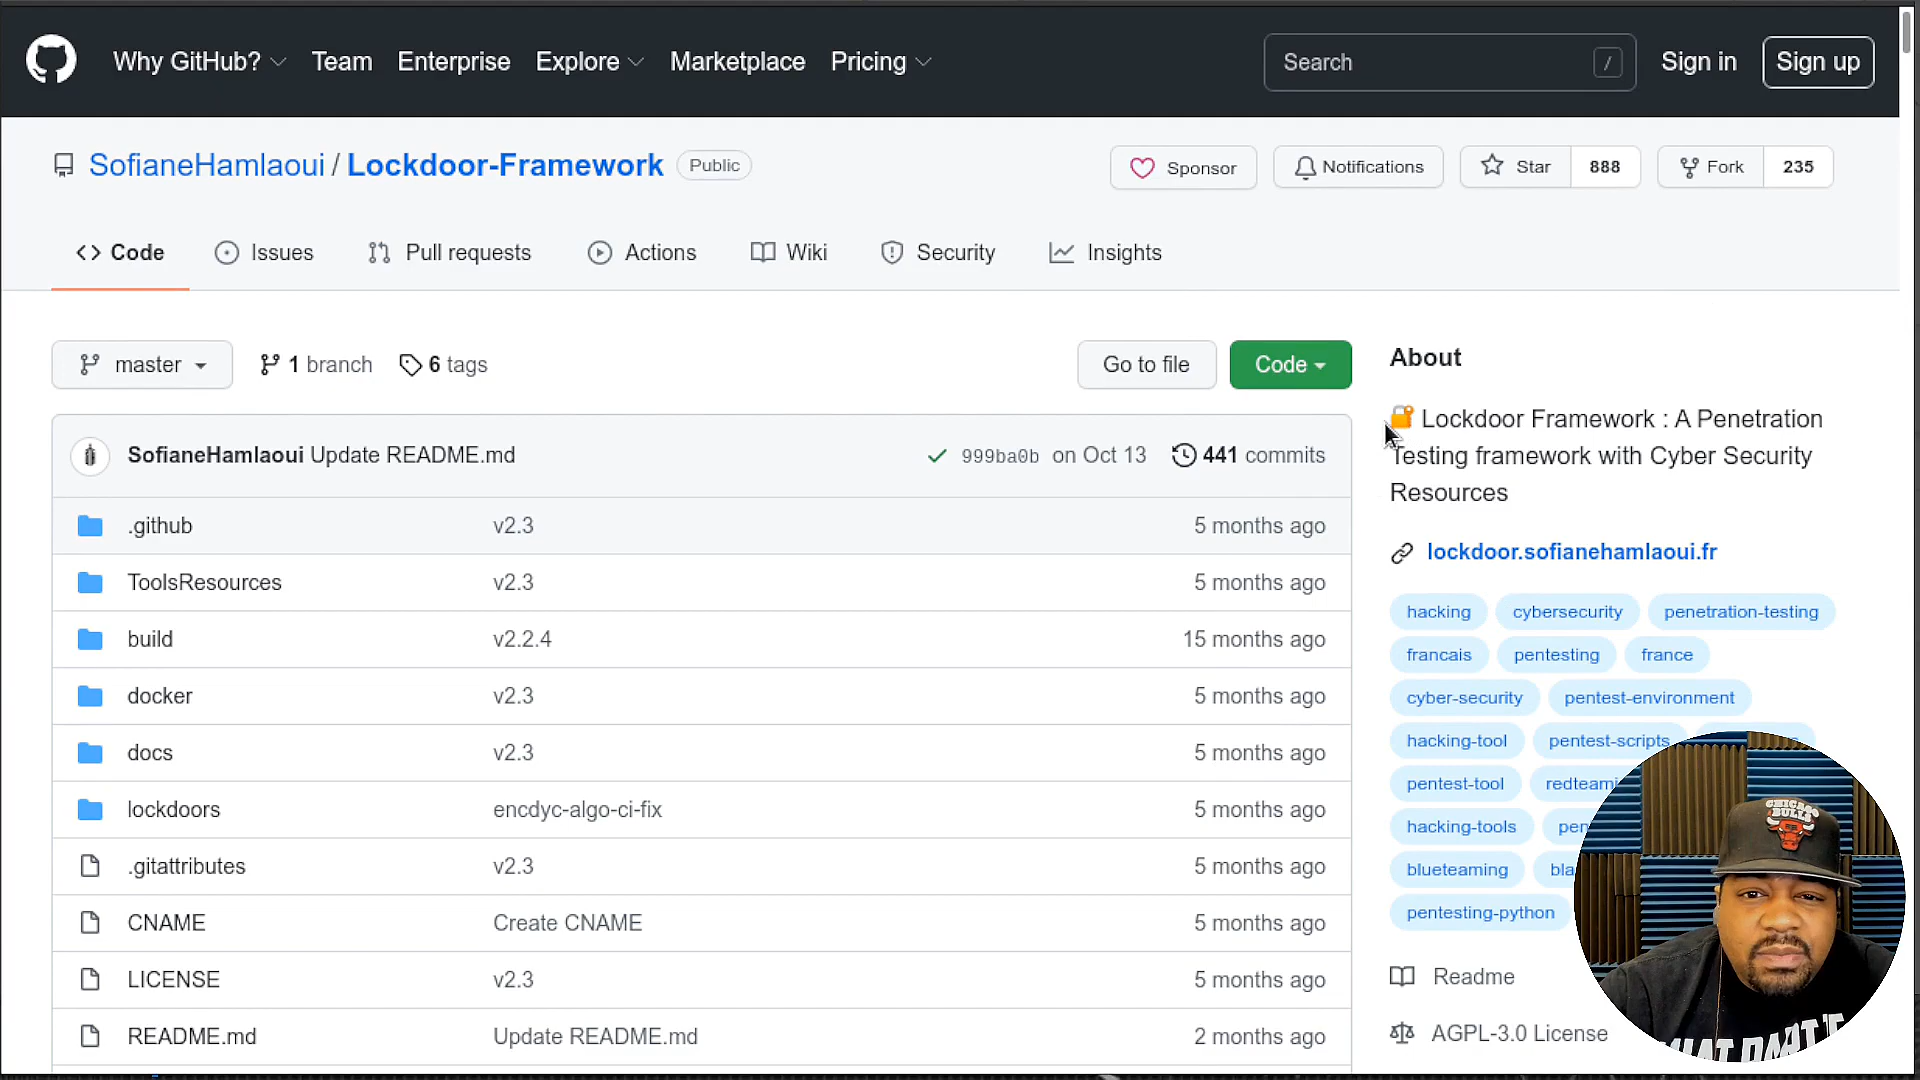 Why GitHub? Team Enterprise Explore Marketplace Pricing Search / Sign in Sign up
SofianeHamlaoui / Lockdoor-Framework Public Sponsor Notifications Star 888 Fork 235
Code Issues Pull requests Actions Wiki Security Insights
master 1 branch 6 tags Go to file Code
SofianeHamlaoui Update README.md 999ba0b on Oct 13 441 commits
.github v2.3 5 months ago
ToolsResources v2.3 5 months ago
build v2.2.4 15 months ago
docker v2.3 5 months ago
docs v2.3 5 months ago
lockdoors encdyc-algo-ci-fix 5 months ago
.gitattributes v2.3 5 months ago
CNAME Create CNAME 5 months ago
LICENSE v2.3 5 months ago
README.md Update README.md 2 months ago
About
Lockdoor Framework : A Penetration
Testing framework with Cyber Security
Resources
lockdoor.sofianehamlaoui.fr
hacking cybersecurity penetration-testing
francais pentesting france
cyber-security pentest-environment
hacking-tool pentest-scripts
pentest-tool
hacking-tools
blueteaming
pentesting-python
Readme
AGPL-3.0 License
CHICAGO
BULLS